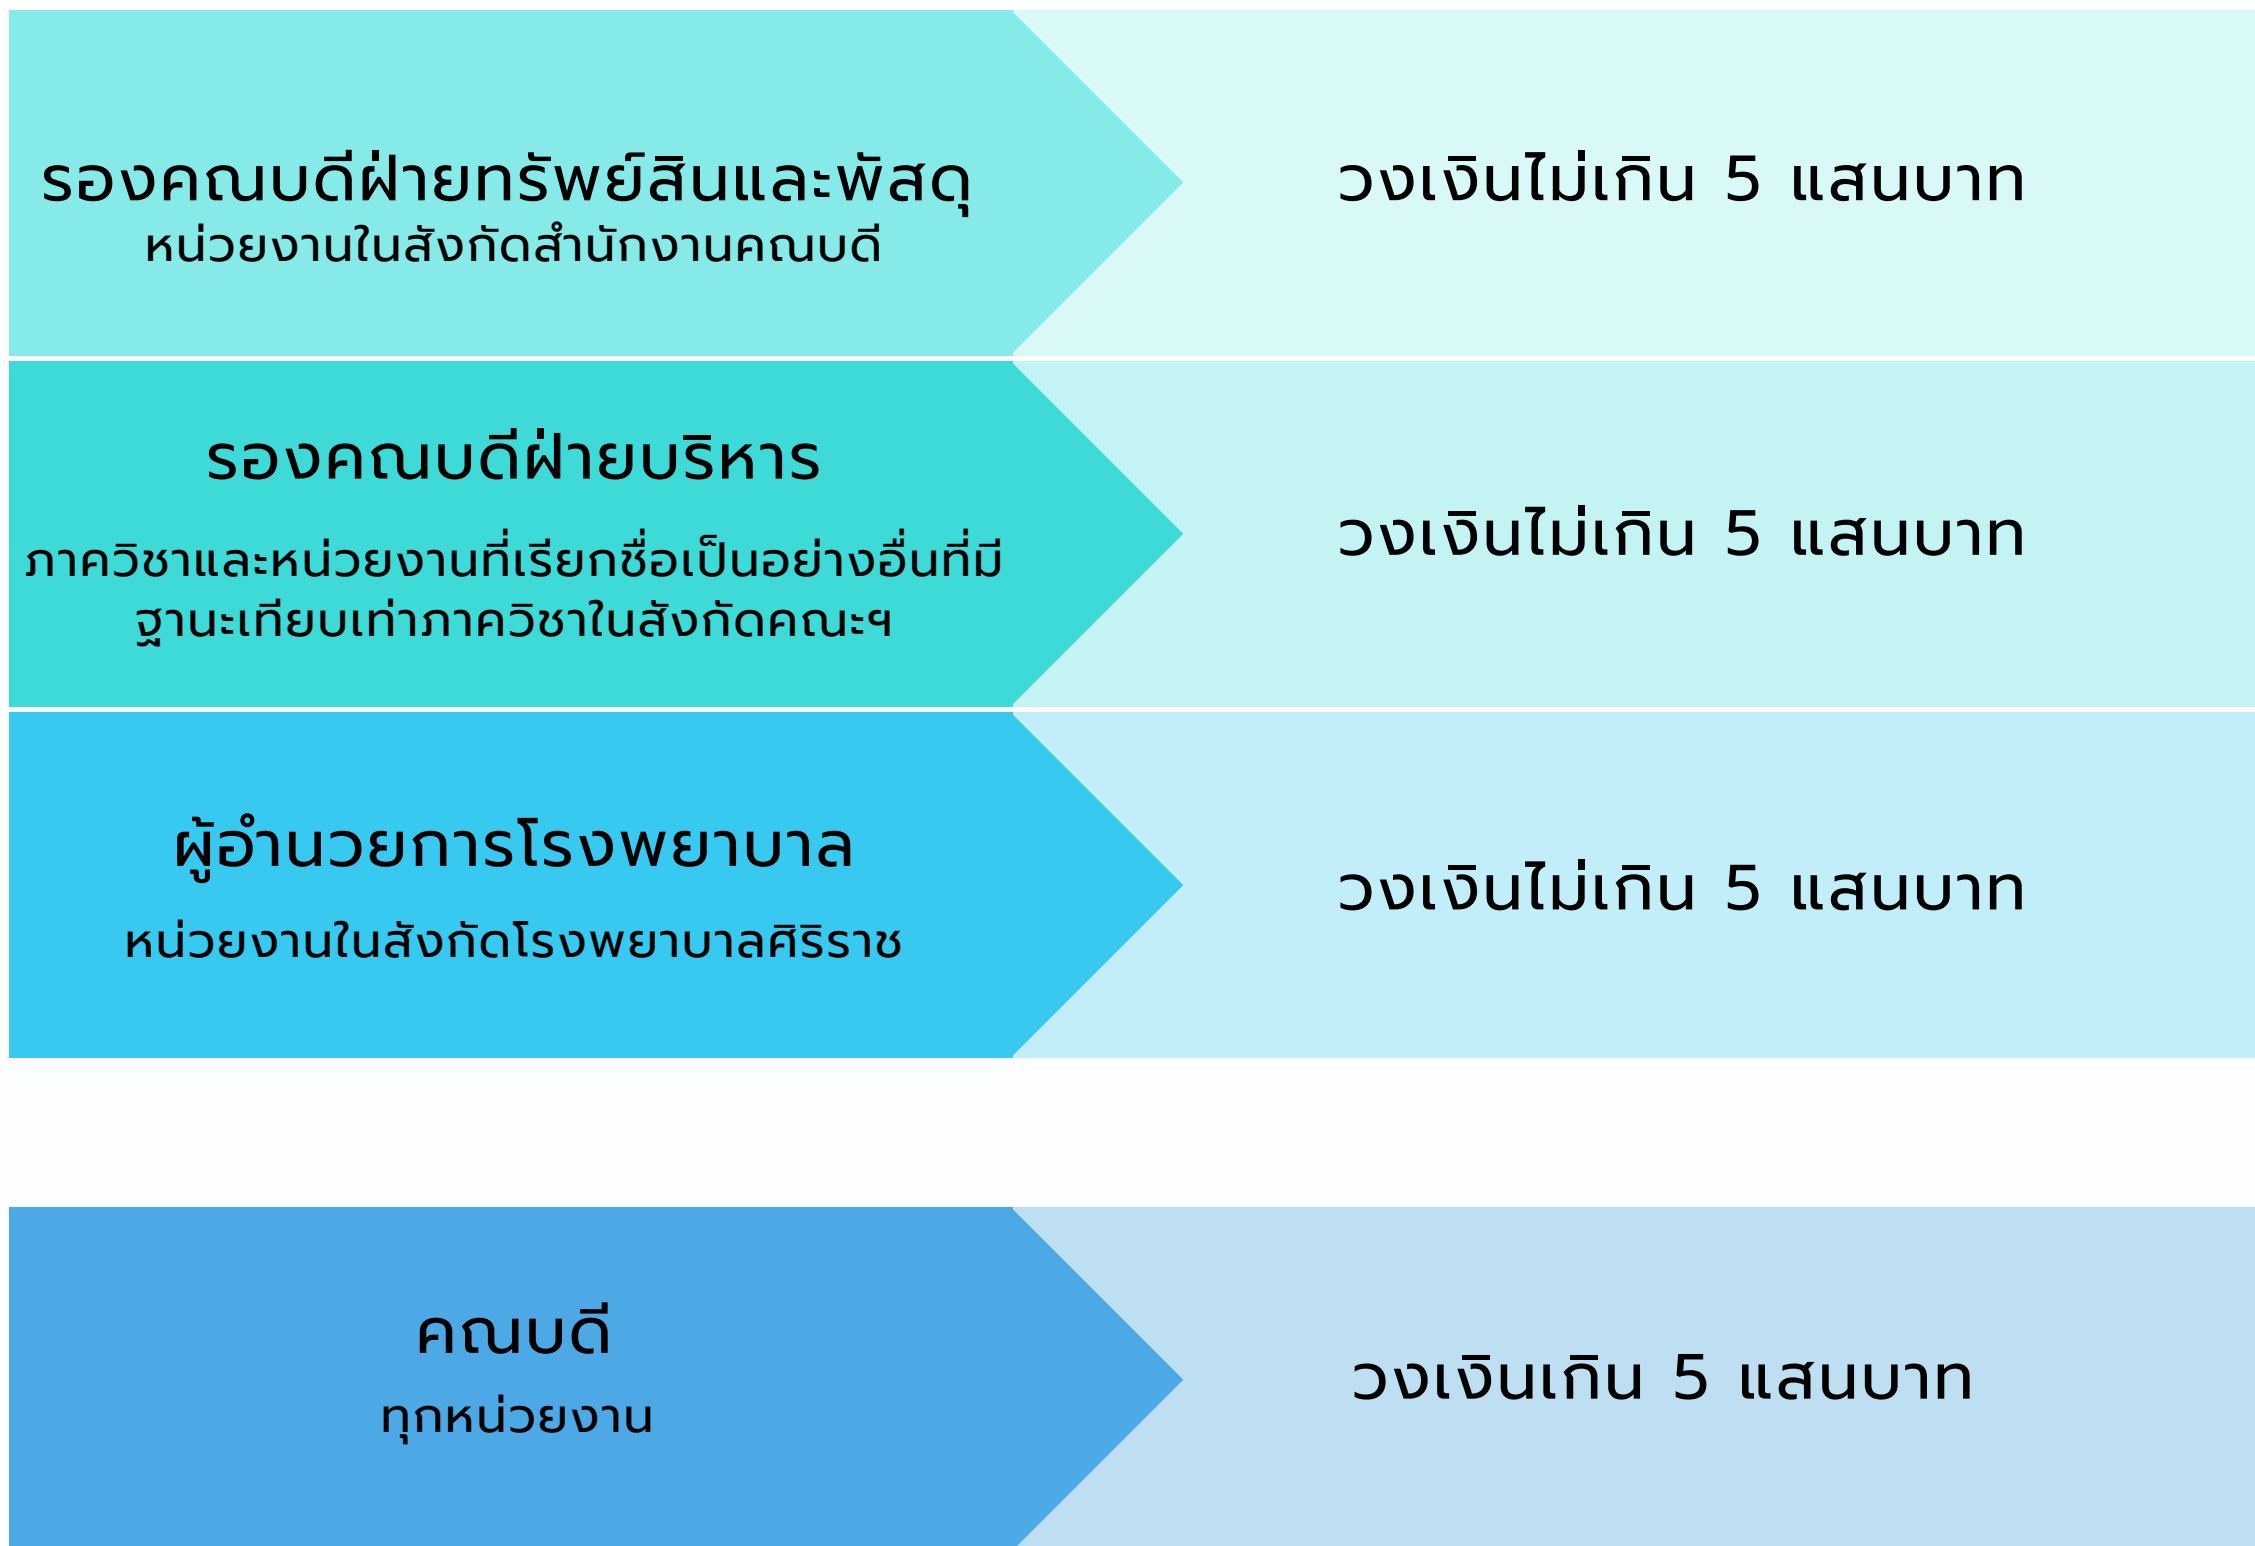 รองคณบดีฝ่ายทรัพย์สินและพัสดุ
หน่วยงานในสังกัดสำนักงานคณบดี
วงเงินไม่เกิน 5 แสนบาท
รองคณบดีฝ่ายบริหาร
ภาควิชาและหน่วยงานที่เรียกชื่อเป็นอย่างอื่นที่มี
ฐานะเทียบเท่าภาควิชาในสังกัดคณะฯ
วงเงินไม่เกิน 5 แสนบาท
ผู้อำนวยการโรงพยาบาล
หน่วยงานในสังกัดโรงพยาบาลศิริราช
วงเงินไม่เกิน 5 แสนบาท
คณบดี
ทุกหน่วยงาน
วงเงินเกิน 5 แสนบาท